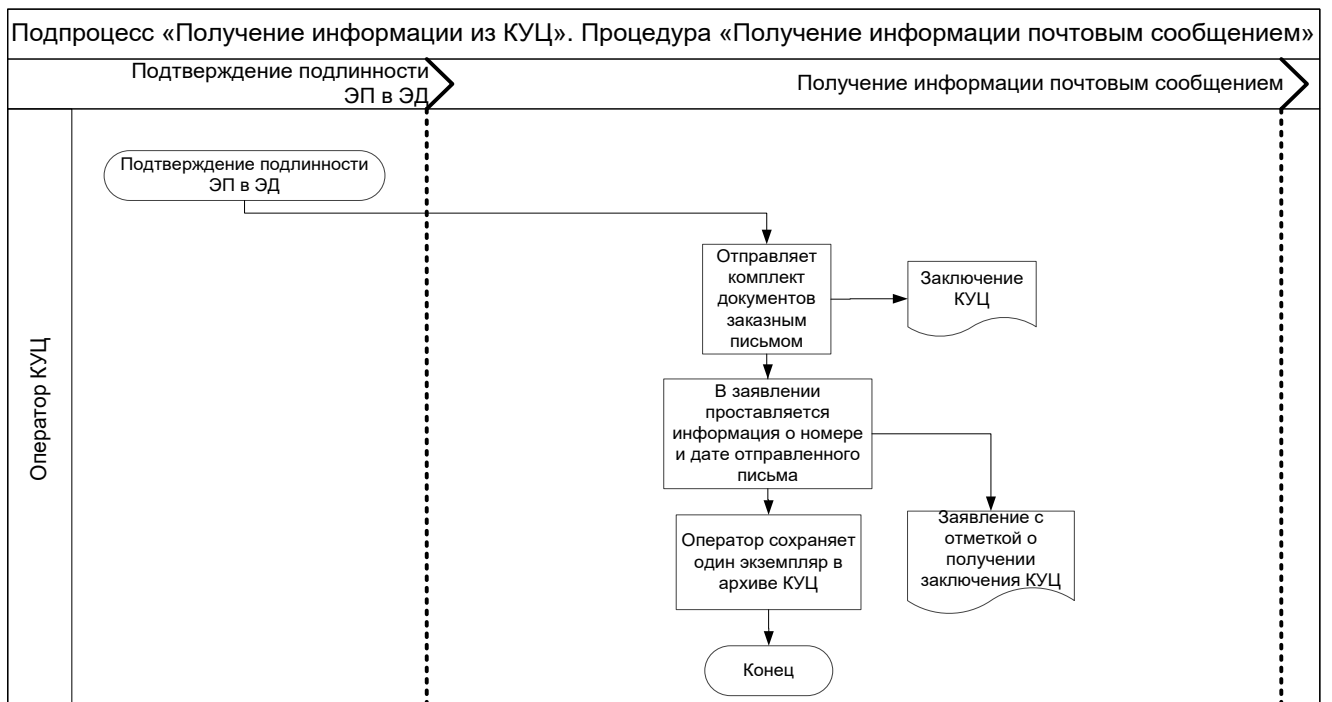 Подпроцесс «Получение информации из КУЦ». Процедура «Получение информации почтовым сообщением»
Подтверждение подлинности
ЭП в ЭД
Получение информации почтовым сообщением
Оператор КУЦ
Подтверждение подлинности
ЭП в ЭД
Отправляет
комплект
документов
заказным
письмом
Заключение
КУЦ
В заявлении
проставляется
информация о номере
и дате отправленного
письма
Оператор сохраняет
один экземпляр в
архиве КУЦ
Заявление с
отметкой о
получении
заключения КУЦ
Конец